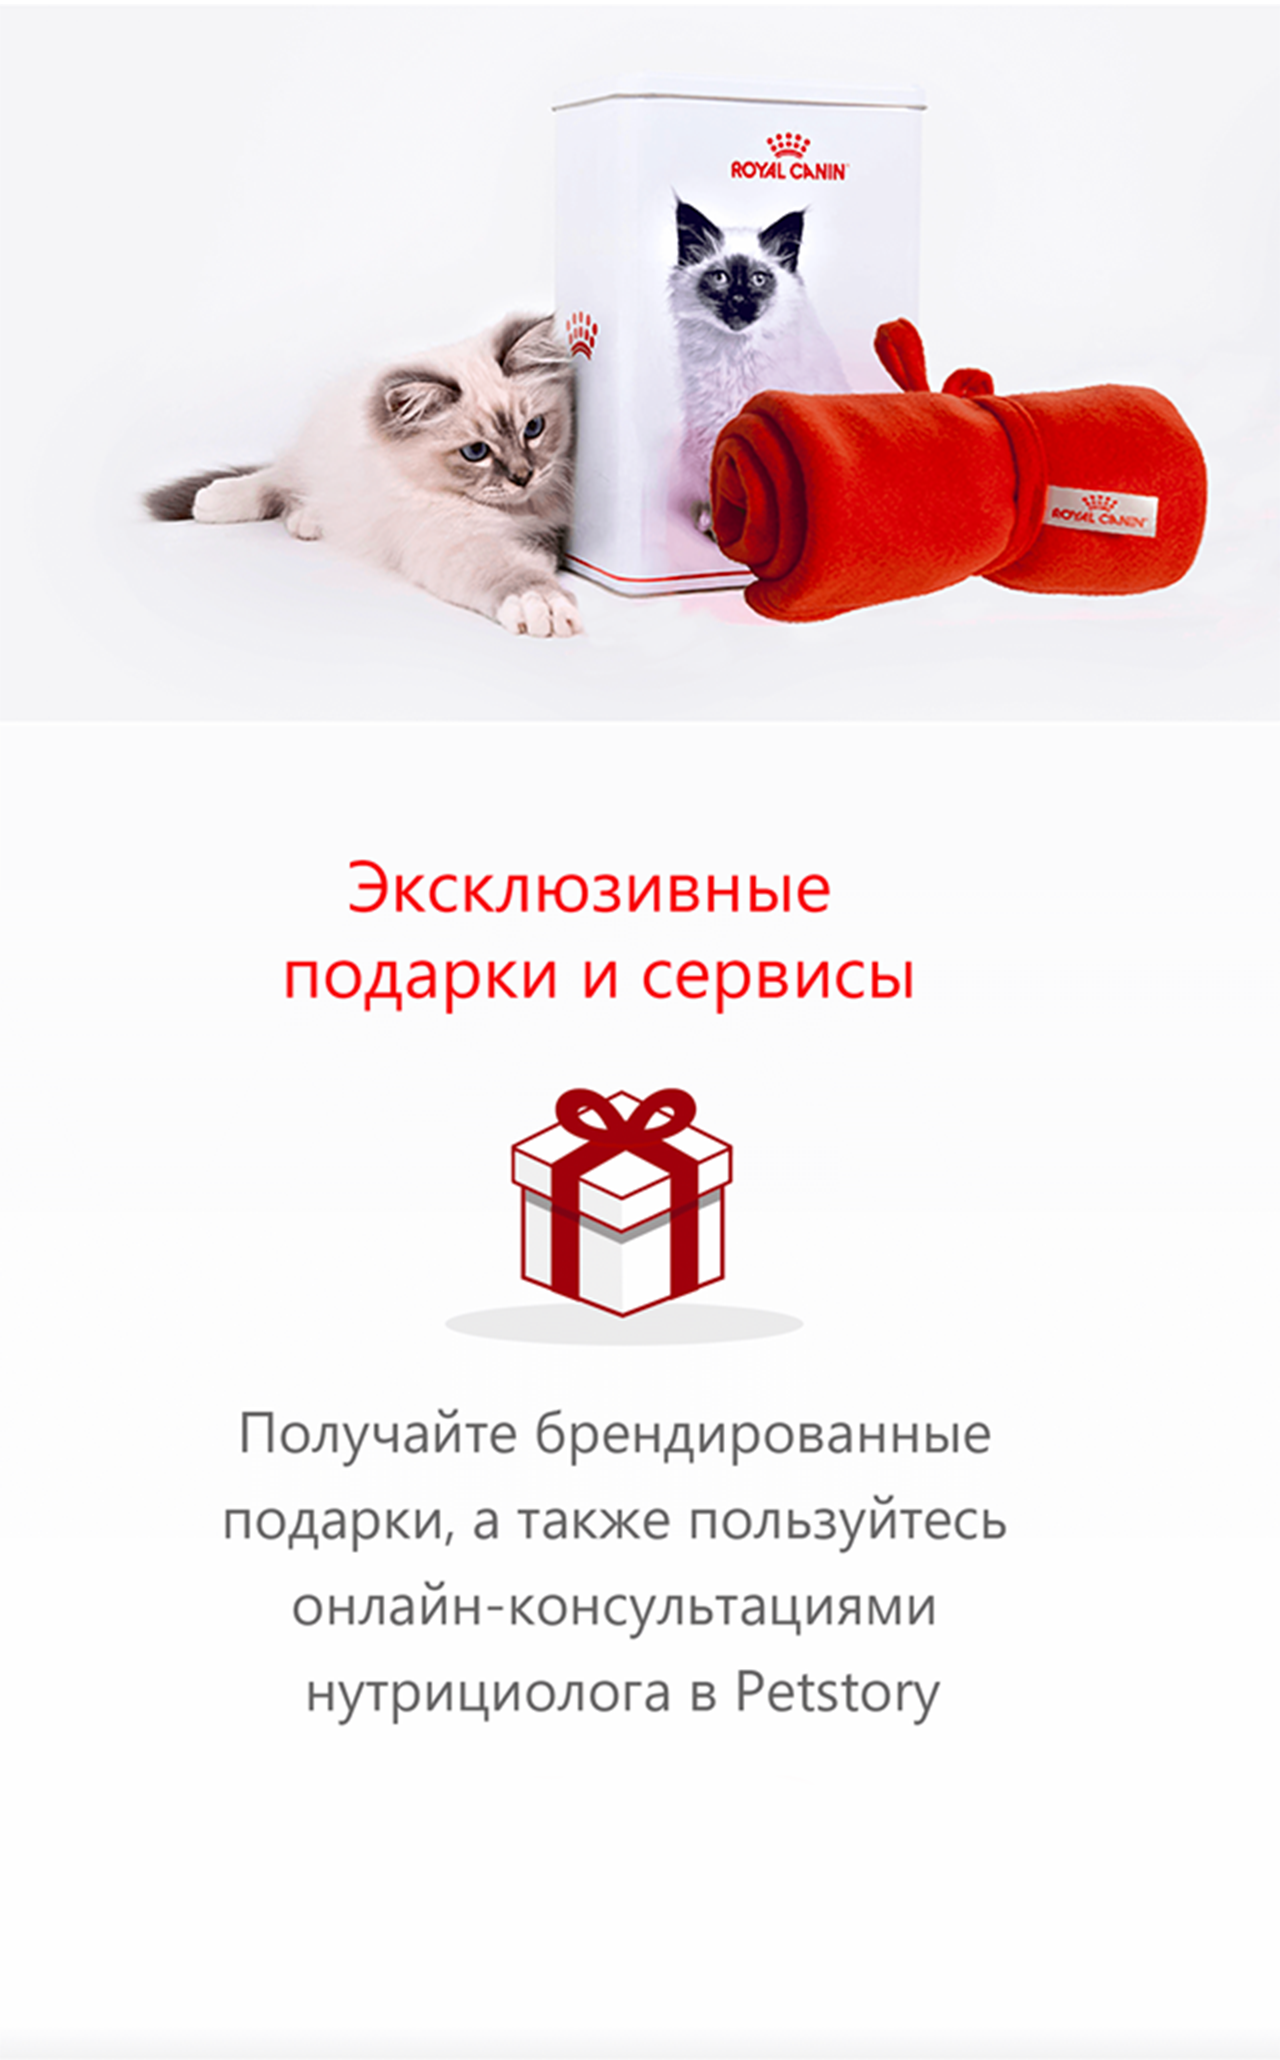 ROYAL CANIN
ROYAL CANIN
Эксклюзивные
подарки и сервисы
Получайте брендированные
подарки, а также пользуйтесь
онлайн-консультациями
нутрициолога в Petstory